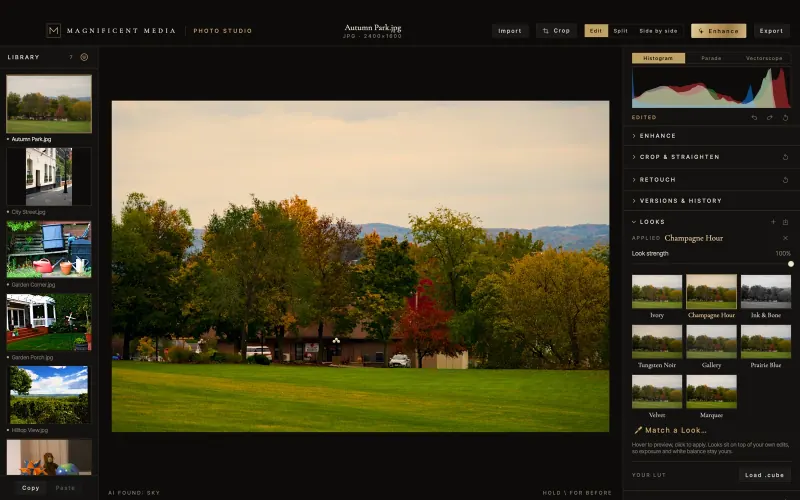 MAGNIFICENT MEDIA
PHOTO STUDIO
Autumn Park.jpg
JPG · 2400×1600
Import
Crop
Edit
Split
Side by side
Enhance
Export
LIBRARY
7
Autumn Park.jpg
City Street.jpg
Garden Corner.jpg
Garden Porch.jpg
Hilltop View.jpg
Copy
Paste
AI FOUND: SKY
HOLD \ FOR BEFORE
Histogram
Parade
Vectorscope
EDITED
ENHANCE
CROP & STRAIGHTEN
RETOUCH
VERSIONS & HISTORY
LOOKS
APPLIED Champagne Hour
Look strength
100%
Ivory
Champagne Hour
Ink & Bone
Tungsten Noir
Gallery
Prairie Blue
Velvet
Marquee
Match a Look...
Hover to preview, click to apply. Looks sit on top of your own edits,
so exposure and white balance stay yours.
YOUR LUT
Load .cube